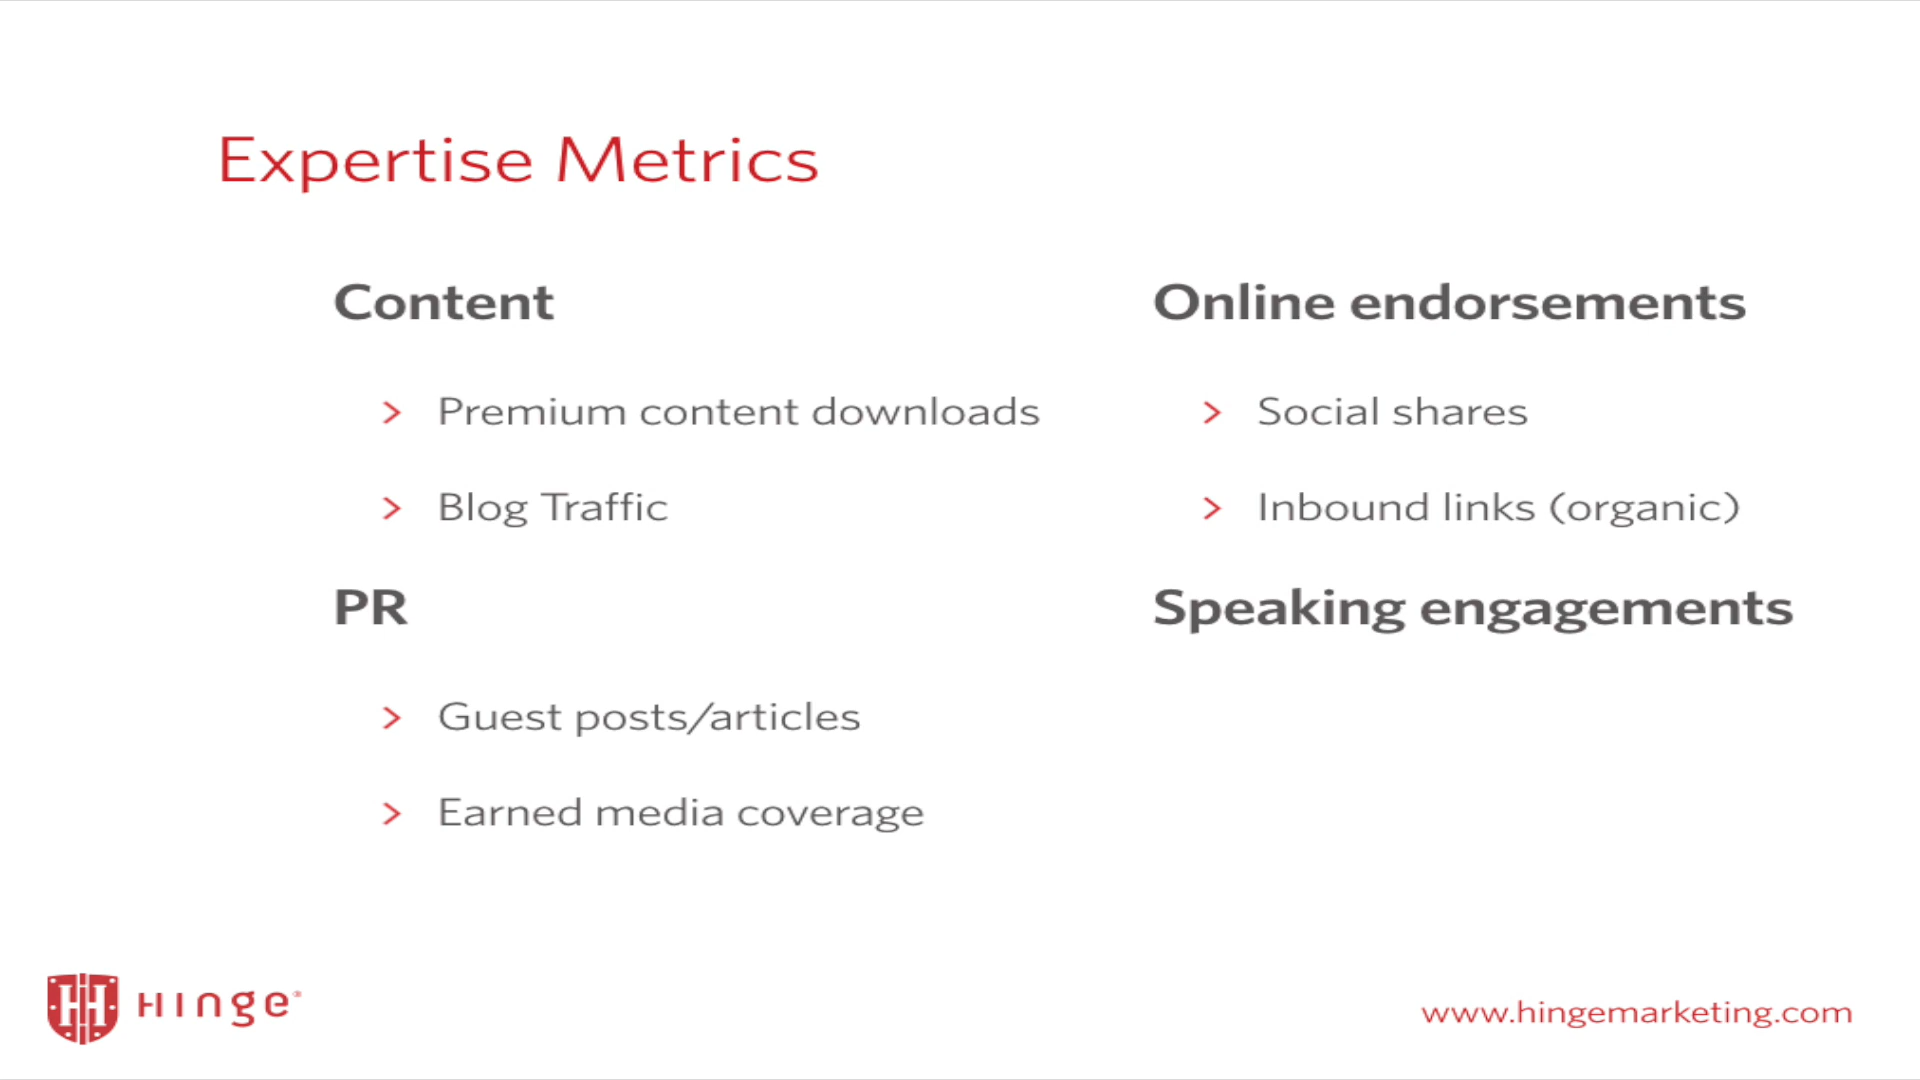 Expertise Metrics
Content
> Premium content downloads
> Blog Traffic
PR
> Guest posts/articles
> Earned media coverage
Online endorsements
> Social shares
> Inbound links (organic)
Speaking engagements
Hinge®
www.hingemarketing.com